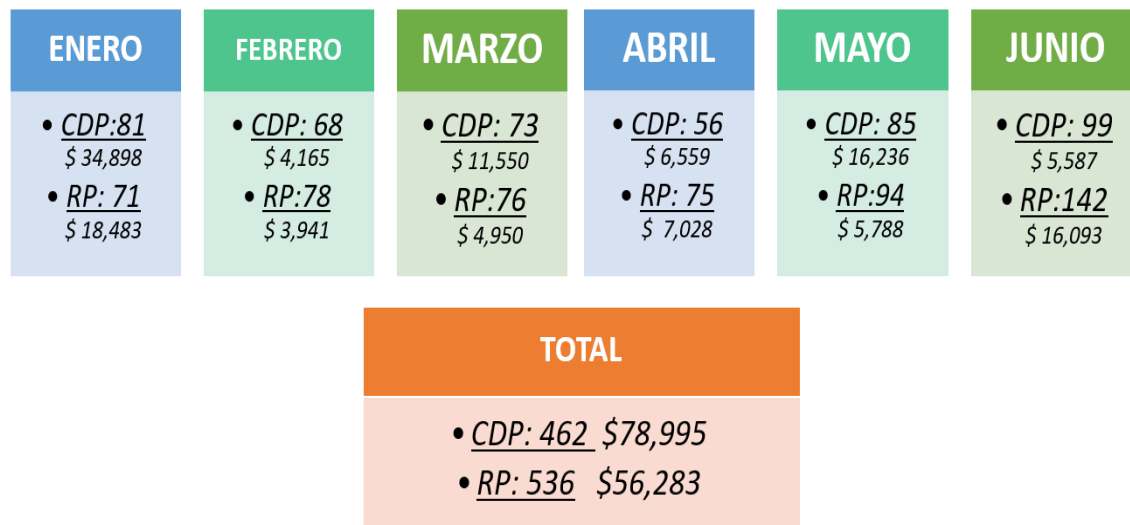 ENERO
• CDP:81
$ 34,898
• RP: 71
$ 18,483
FEBRERO
• CDP: 68
$ 4,165
• RP:78
$ 3,941
MARZO
• CDP: 73
$ 11,550
• RP:76
$ 4,950
ABRIL
• CDP: 56
$ 6,559
• RP: 75
$ 7,028
MAYO
• CDP: 85
$ 16,236
• RP:94
$ 5,788
JUNIO
• CDP: 99
$ 5,587
• RP:142
$ 16,093
TOTAL
• CDP: 462 $78,995
• RP: 536 $56,283